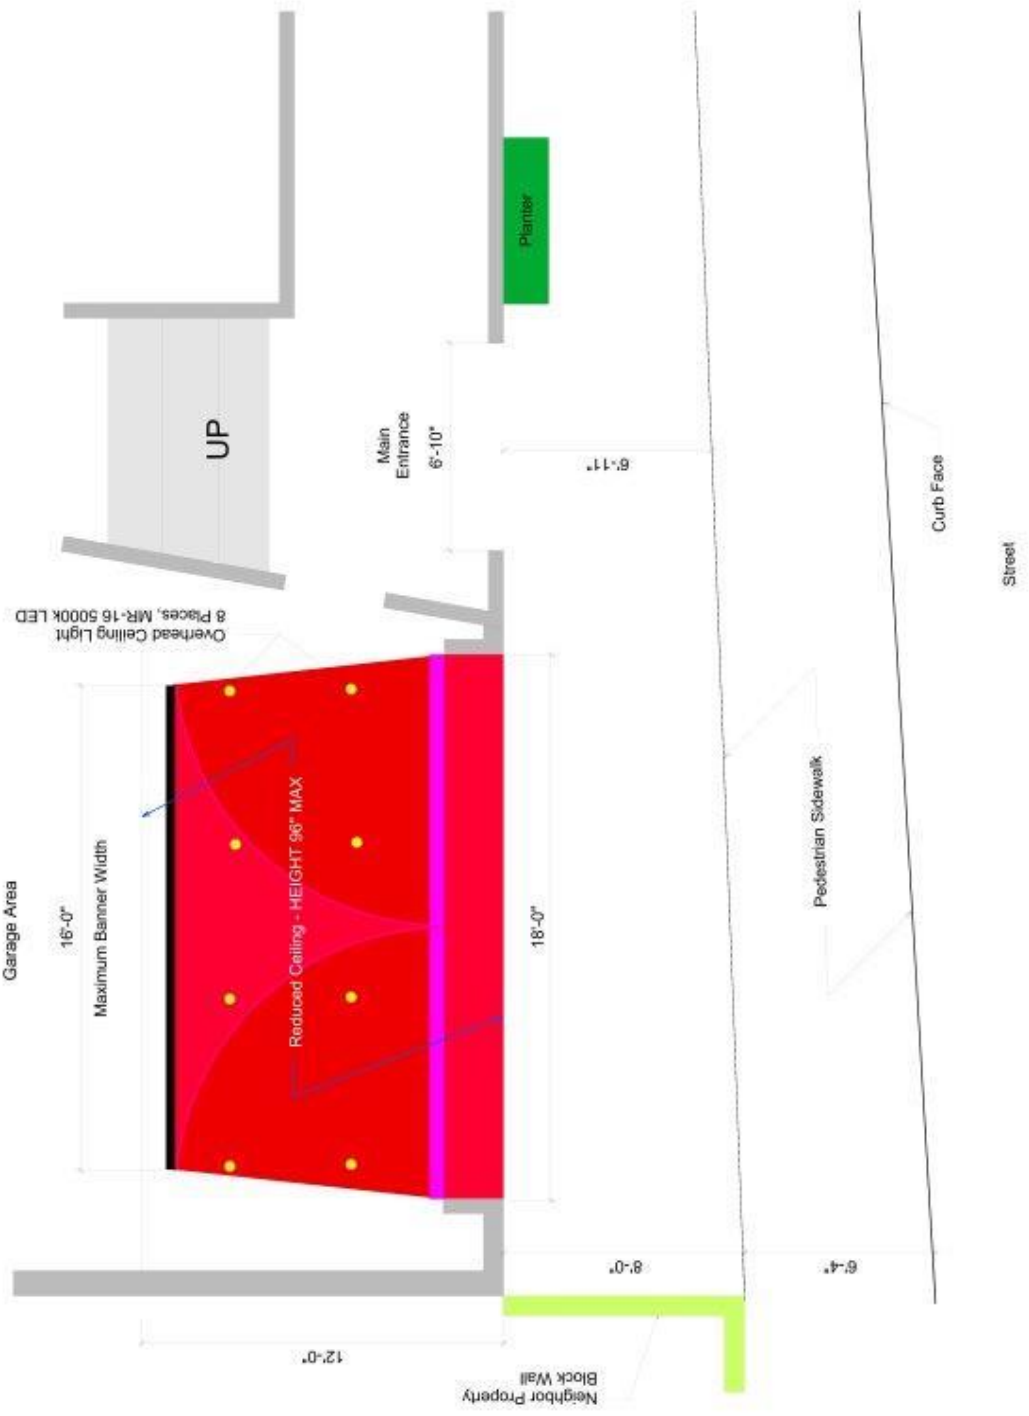 Garage Area
16'-0"
Maximum Banner Width
Overhead Ceiling Light
8 Places, MR-16 5000k LED
UP
Main
Entrance
6'-10"
Planter
Reduced Ceiling - HEIGHT 96" MAX
18'-0"
6'-11"
8'-0"
6'-4"
12'-0"
Neighbor Property
Block Wall
Pedestrian Sidewalk
Curb Face
Street